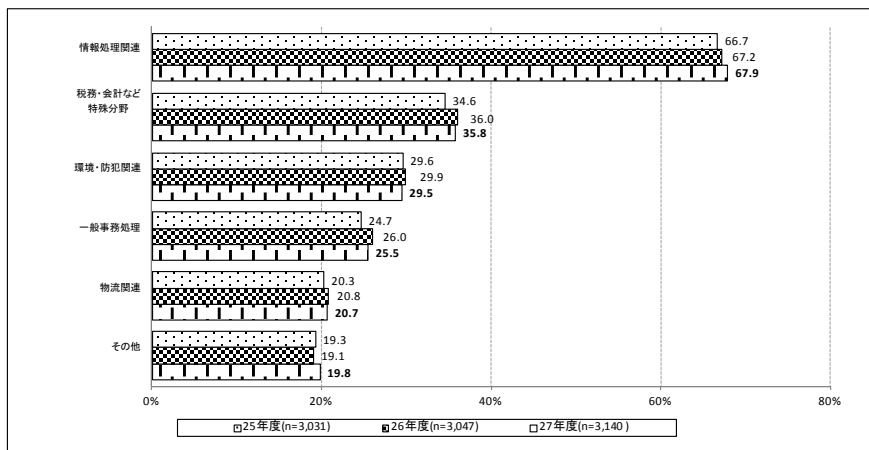 情報処理関連
66.7
67.2
67.9
税務・会計など
特殊分野
34.6
36.0
35.8
環境・防犯関連
29.6
29.9
29.5
一般事務処理
24.7
26.0
25.5
物流関連
20.3
20.8
20.7
その他
19.3
19.1
19.8
0% 20% 40% 60% 80%
25年度(n=3,031) 26年度(n=3,047) 27年度(n=3,140 )